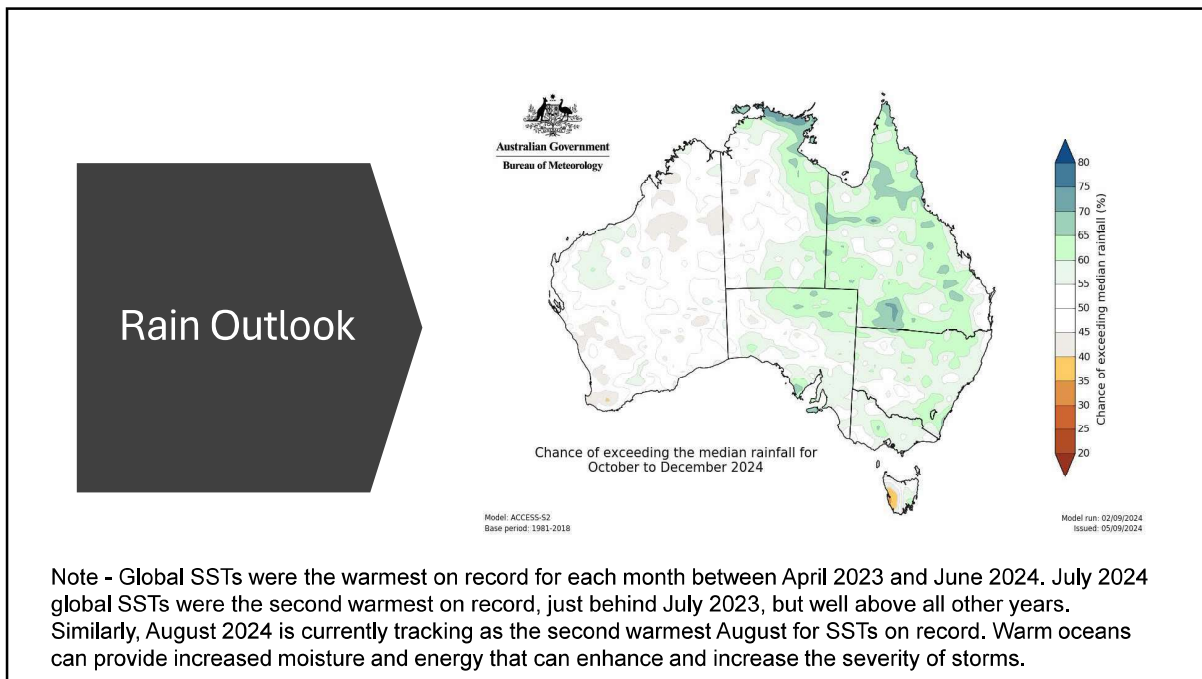 Rain Outlook
Australian Government
Bureau of Meteorology
80
75
70
65
60
55
50
45
40
35
30
25
20
Chance of exceeding median rainfall (%)
Chance of exceeding the median rainfall for
October to December 2024
Model: ACCESS-S2
Base period: 1981-2018
Model run: 02/09/2024
Issued: 05/09/2024
Note - Global SSTs were the warmest on record for each month between April 2023 and June 2024. July 2024
global SSTs were the second warmest on record, just behind July 2023, but well above all other years.
Similarly, August 2024 is currently tracking as the second warmest August for SSTs on record. Warm oceans
can provide increased moisture and energy that can enhance and increase the severity of storms.